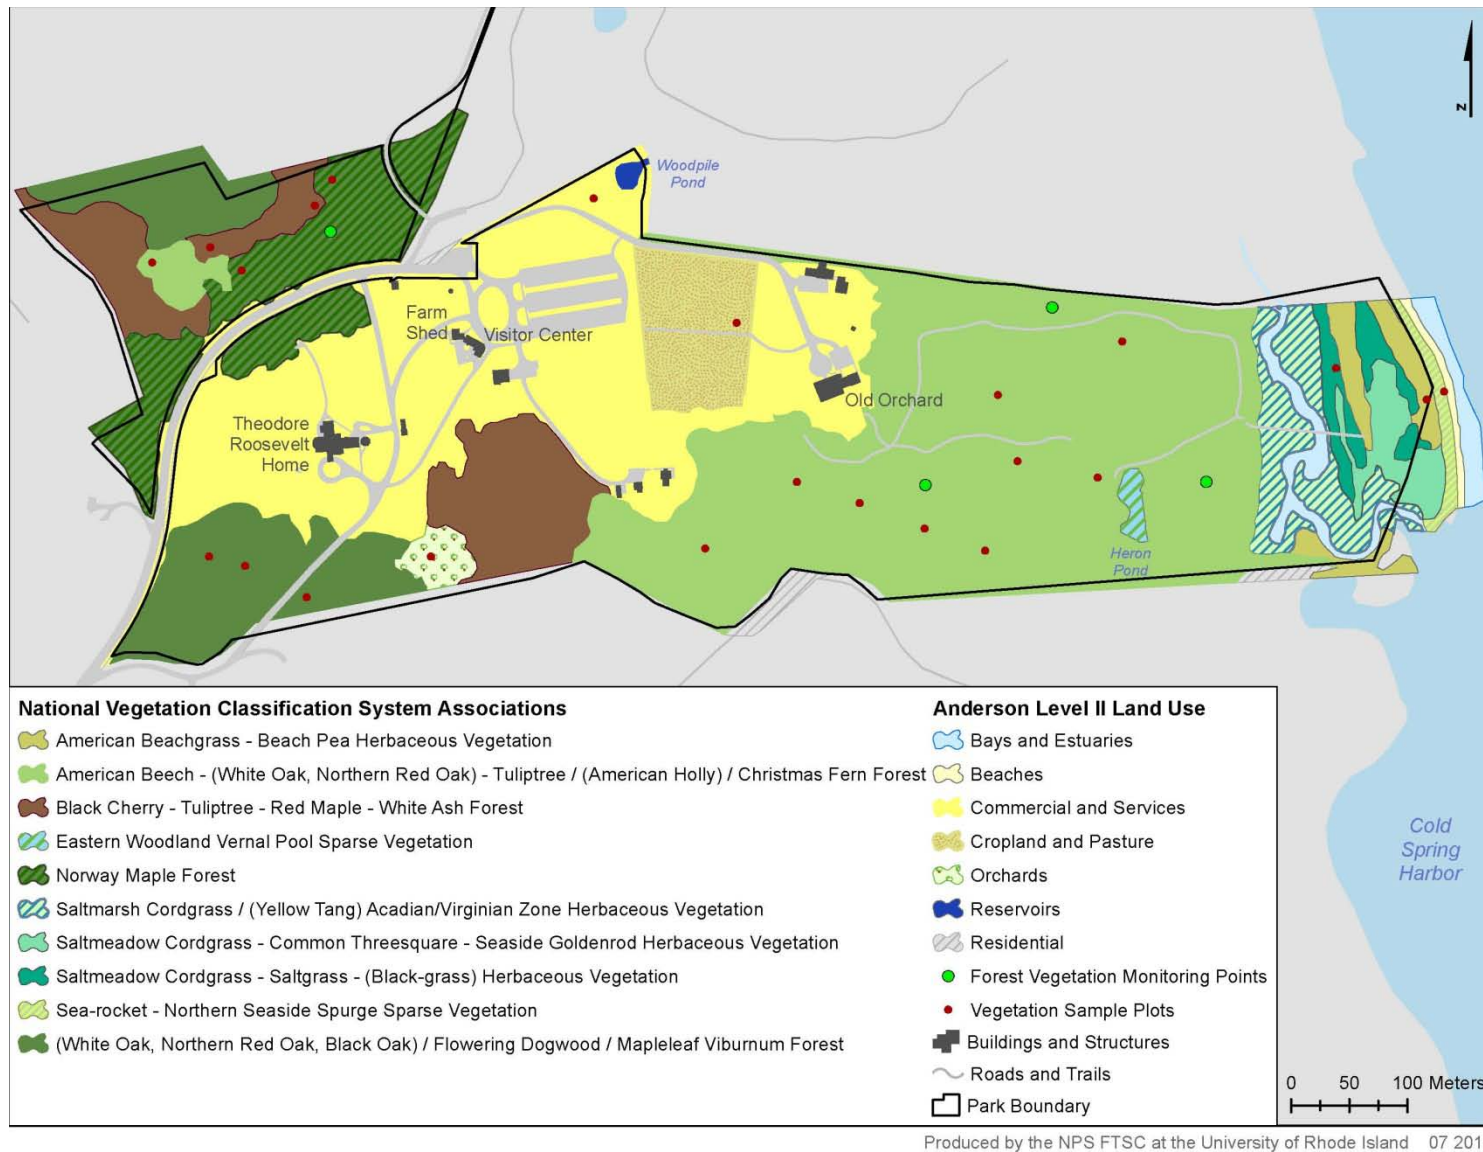 N
Woodpile
Pond
Farm
Shed
Visitor Center
Theodore
Roosevelt
Home
Old Orchard
Heron
Pond
Cold
Spring
Harbor
National Vegetation Classification System Associations
American Beachgrass - Beach Pea Herbaceous Vegetation
American Beech - (White Oak, Northern Red Oak) - Tuliptree / (American Holly) / Christmas Fern Forest
Black Cherry - Tuliptree - Red Maple - White Ash Forest
Eastern Woodland Vernal Pool Sparse Vegetation
Norway Maple Forest
Saltmarsh Cordgrass / (Yellow Tang) Acadian/Virginian Zone Herbaceous Vegetation
Saltmeadow Cordgrass - Common Threesquare - Seaside Goldenrod Herbaceous Vegetation
Saltmeadow Cordgrass - Saltgrass - (Black-grass) Herbaceous Vegetation
Sea-rocket - Northern Seaside Spurge Sparse Vegetation
(White Oak, Northern Red Oak, Black Oak) / Flowering Dogwood / Mapleleaf Viburnum Forest
Anderson Level II Land Use
Bays and Estuaries
Beaches
Commercial and Services
Cropland and Pasture
Orchards
Reservoirs
Residential
Forest Vegetation Monitoring Points
Vegetation Sample Plots
Buildings and Structures
Roads and Trails
Park Boundary
0 50 100 Meters
Produced by the NPS FTSC at the University of Rhode Island 07 201